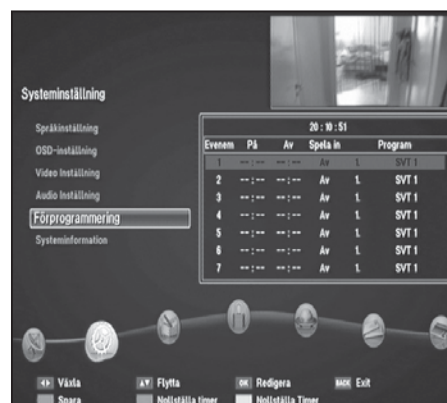 Systeminställning
Språkinställning
OSD-inställning
Video Inställning
Audio Inställning
Förprogrammering
Systeminformation
20 : 10 : 51
Evenem På Av Spela in Program
1 --:-- --:-- Av 1. SVT 1
2 --:-- --:-- Av 1. SVT 1
3 --:-- --:-- Av 1. SVT 1
4 --:-- --:-- Av 1. SVT 1
5 --:-- --:-- Av 1. SVT 1
6 --:-- --:-- Av 1. SVT 1
7 --:-- --:-- Av 1. SVT 1
Växla Flytta OK Redigera BACK Exit
Spara Nollställa timer Nollställa Timer